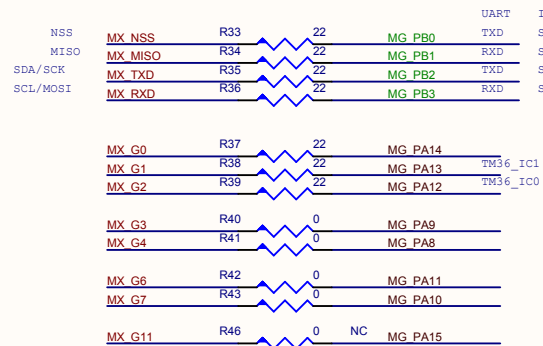 UART I
NSS MX_NSS R33 22 MG_PB0 TXD S
MISO MX_MISO R34 22 MG_PB1 RXD S
SDA/SCK MX_TXD R35 22 MG_PB2 TXD S
SCL/MOSI MX_RXD R36 22 MG_PB3 RXD S
MX_G0 R37 22 MG_PA14
MX_G1 R38 22 MG_PA13 TM36_IC1
MX_G2 R39 22 MG_PA12 TM36_IC0
MX_G3 R40 0 MG_PA9
MX_G4 R41 0 MG_PA8
MX_G6 R42 0 MG_PA11
MX_G7 R43 0 MG_PA10
MX_G11 R46 0 NC MG_PA15